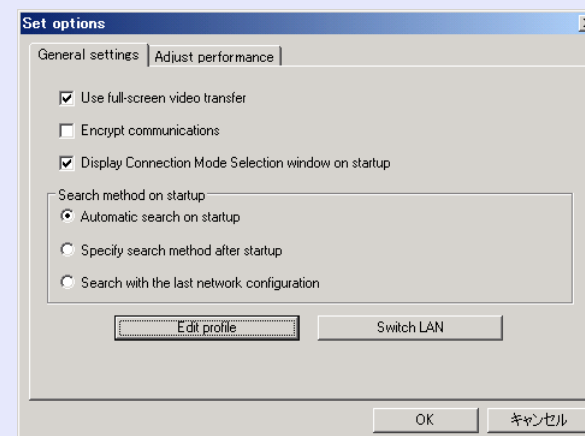 Set options
General settings Adjust performance
Use full-screen video transfer
Encrypt communications
Display Connection Mode Selection window on startup
Search method on startup
Automatic search on startup
Specify search method after startup
Search with the last network configuration
Edit profile Switch LAN
OK キャンセル